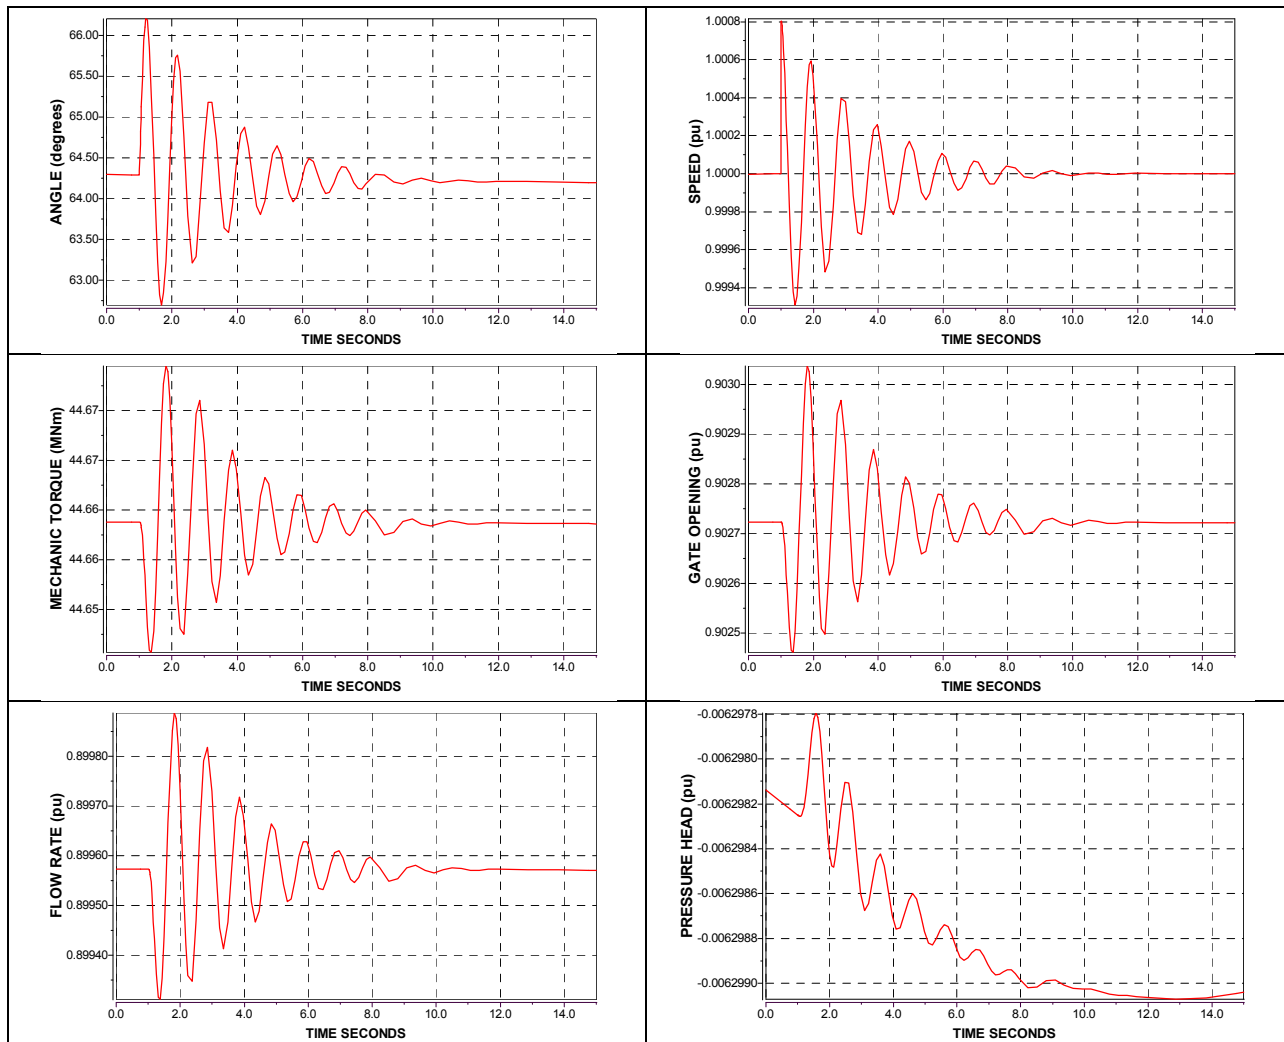 66.00
65.50
65.00
64.50
64.00
63.50
63.00
ANGLE (degrees)
0.0 2.0 4.0 6.0 8.0 10.0 12.0 14.0
TIME SECONDS
1.0008
1.0006
1.0004
1.0002
1.0000
0.9998
0.9996
0.9994
SPEED (pu)
0.0 2.0 4.0 6.0 8.0 10.0 12.0 14.0
TIME SECONDS
44.67
44.67
44.66
44.66
44.65
MECHANIC TORQUE (MNm)
0.0 2.0 4.0 6.0 8.0 10.0 12.0 14.0
TIME SECONDS
0.9030
0.9029
0.9028
0.9027
0.9026
0.9025
GATE OPENING (pu)
0.0 2.0 4.0 6.0 8.0 10.0 12.0 14.0
TIME SECONDS
0.89980
0.89970
0.89960
0.89950
0.89940
FLOW RATE (pu)
0.0 2.0 4.0 6.0 8.0 10.0 12.0 14.0
TIME SECONDS
-0.0062978
-0.0062980
-0.0062982
-0.0062984
-0.0062986
-0.0062988
-0.0062990
PRESSURE HEAD (pu)
0.0 2.0 4.0 6.0 8.0 10.0 12.0 14.0
TIME SECONDS